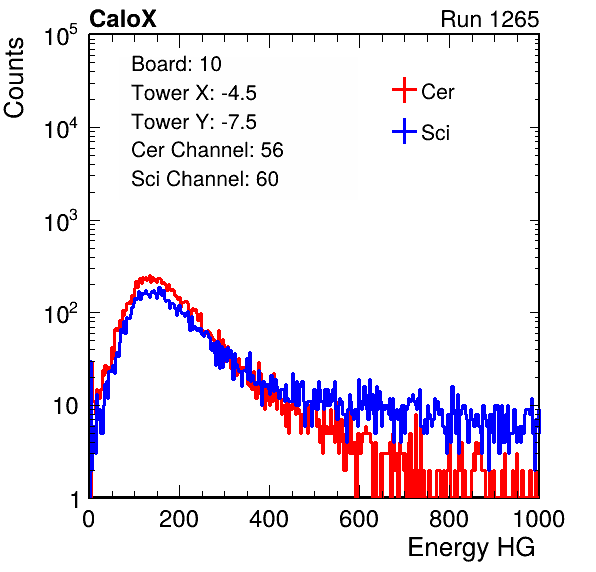 CaloX Run 1265
Counts
10^5
10^4
10^3
10^2
10
1
Board: 10
Tower X: -4.5
Tower Y: -7.5
Cer Channel: 56
Sci Channel: 60
Cer
Sci
0 200 400 600 800 1000
Energy HG